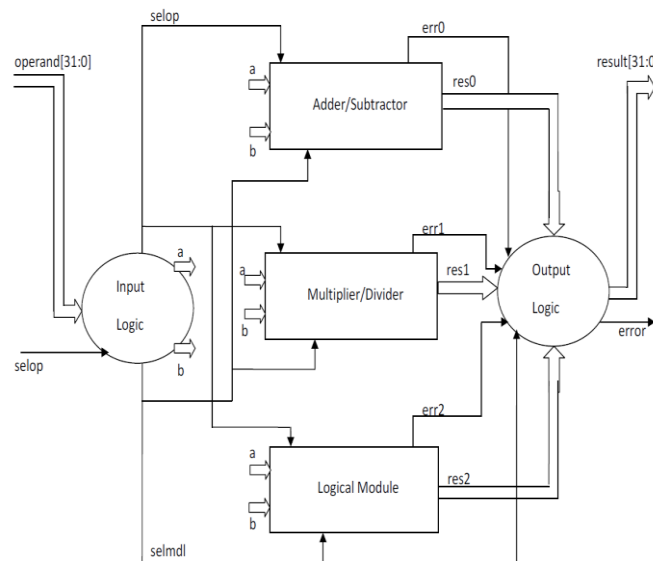 selop
err0
operand[31:0]
result[31:0
a
res0
Adder/Subtractor
b
err1
a
Input
Logic
b
a
res1
Multiplier/Divider
b
Output
Logic
error
selop
err2
a
res2
Logical Module
b
selmdl